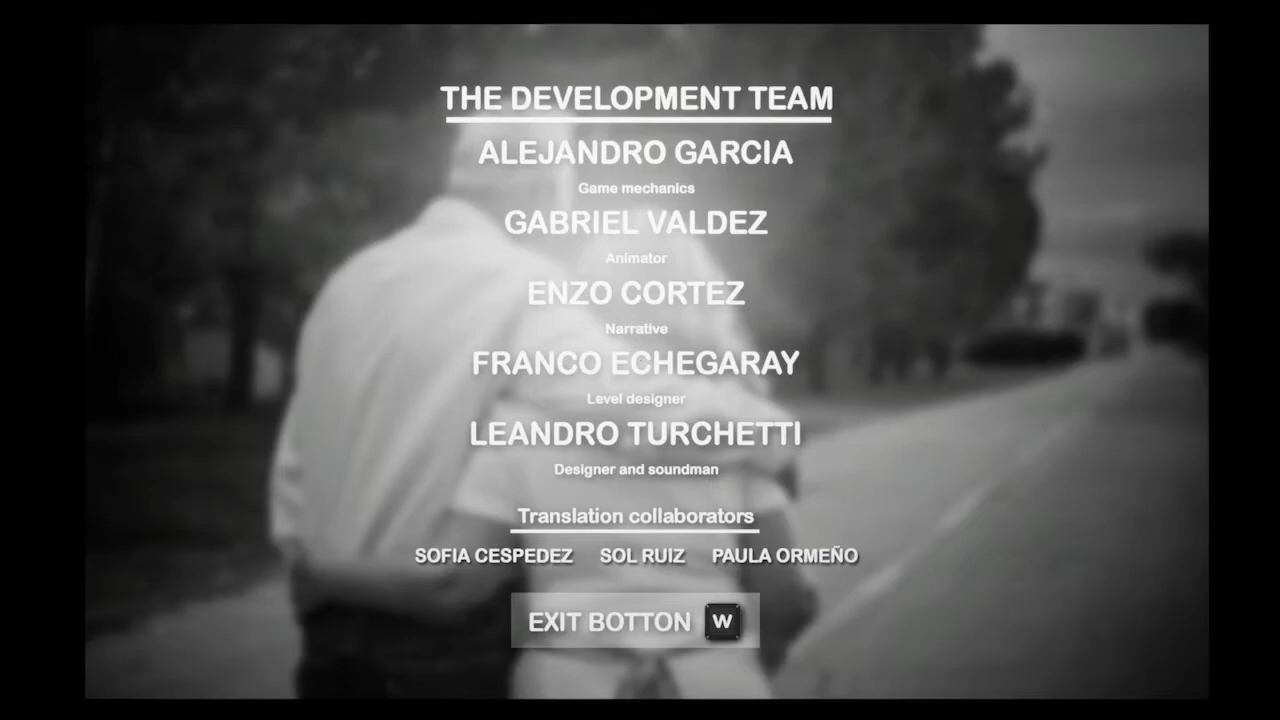 THE DEVELOPMENT TEAM
ALEJANDRO GARCIA
Game mechanics
GABRIEL VALDEZ
Animator
ENZO CORTEZ
Narrative
FRANCO ECHEGARAY
Level designer
LEANDRO TURCHETTI
Designer and soundman
Translation collaborators
SOFIA CESPEDEZ SOL RUIZ PAULA ORMEÑO
EXIT BOTTON W